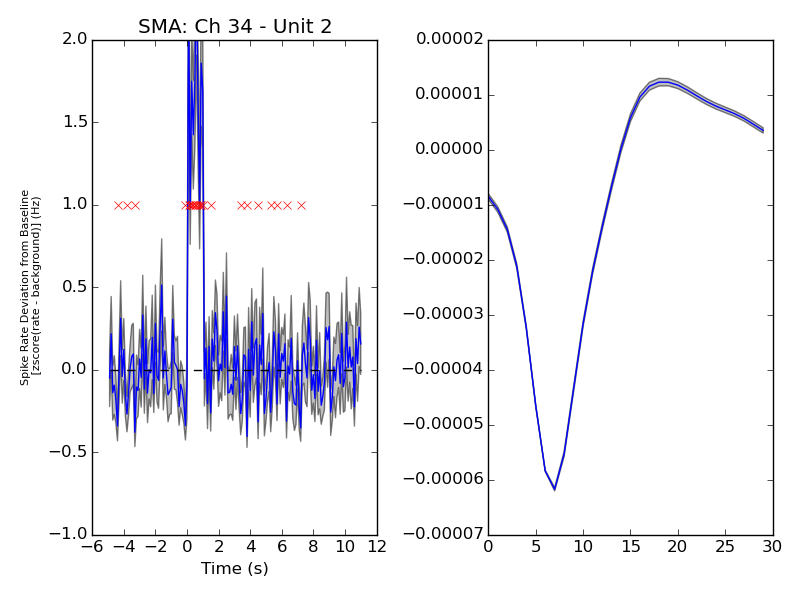 SMA: Ch 34 - Unit 2
Spike Rate Deviation from Baseline
[zscore(rate - background)] (Hz)
2.0
1.5
1.0
0.5
0.0
−0.5
−1.0
−6 −4 −2 0 2 4 6 8 10 12
Time (s)
0.00002
0.00001
0.00000
−0.00001
−0.00002
−0.00003
−0.00004
−0.00005
−0.00006
−0.00007
0 5 10 15 20 25 30